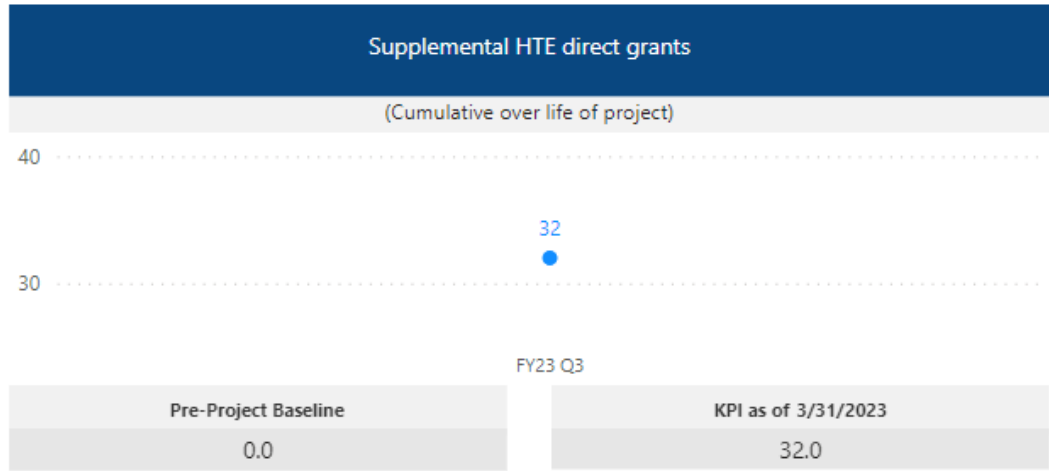 Supplemental HTE direct grants
(Cumulative over life of project)
40
32
30
FY23 Q3
Pre-Project Baseline KPI as of 3/31/2023
0.0 32.0